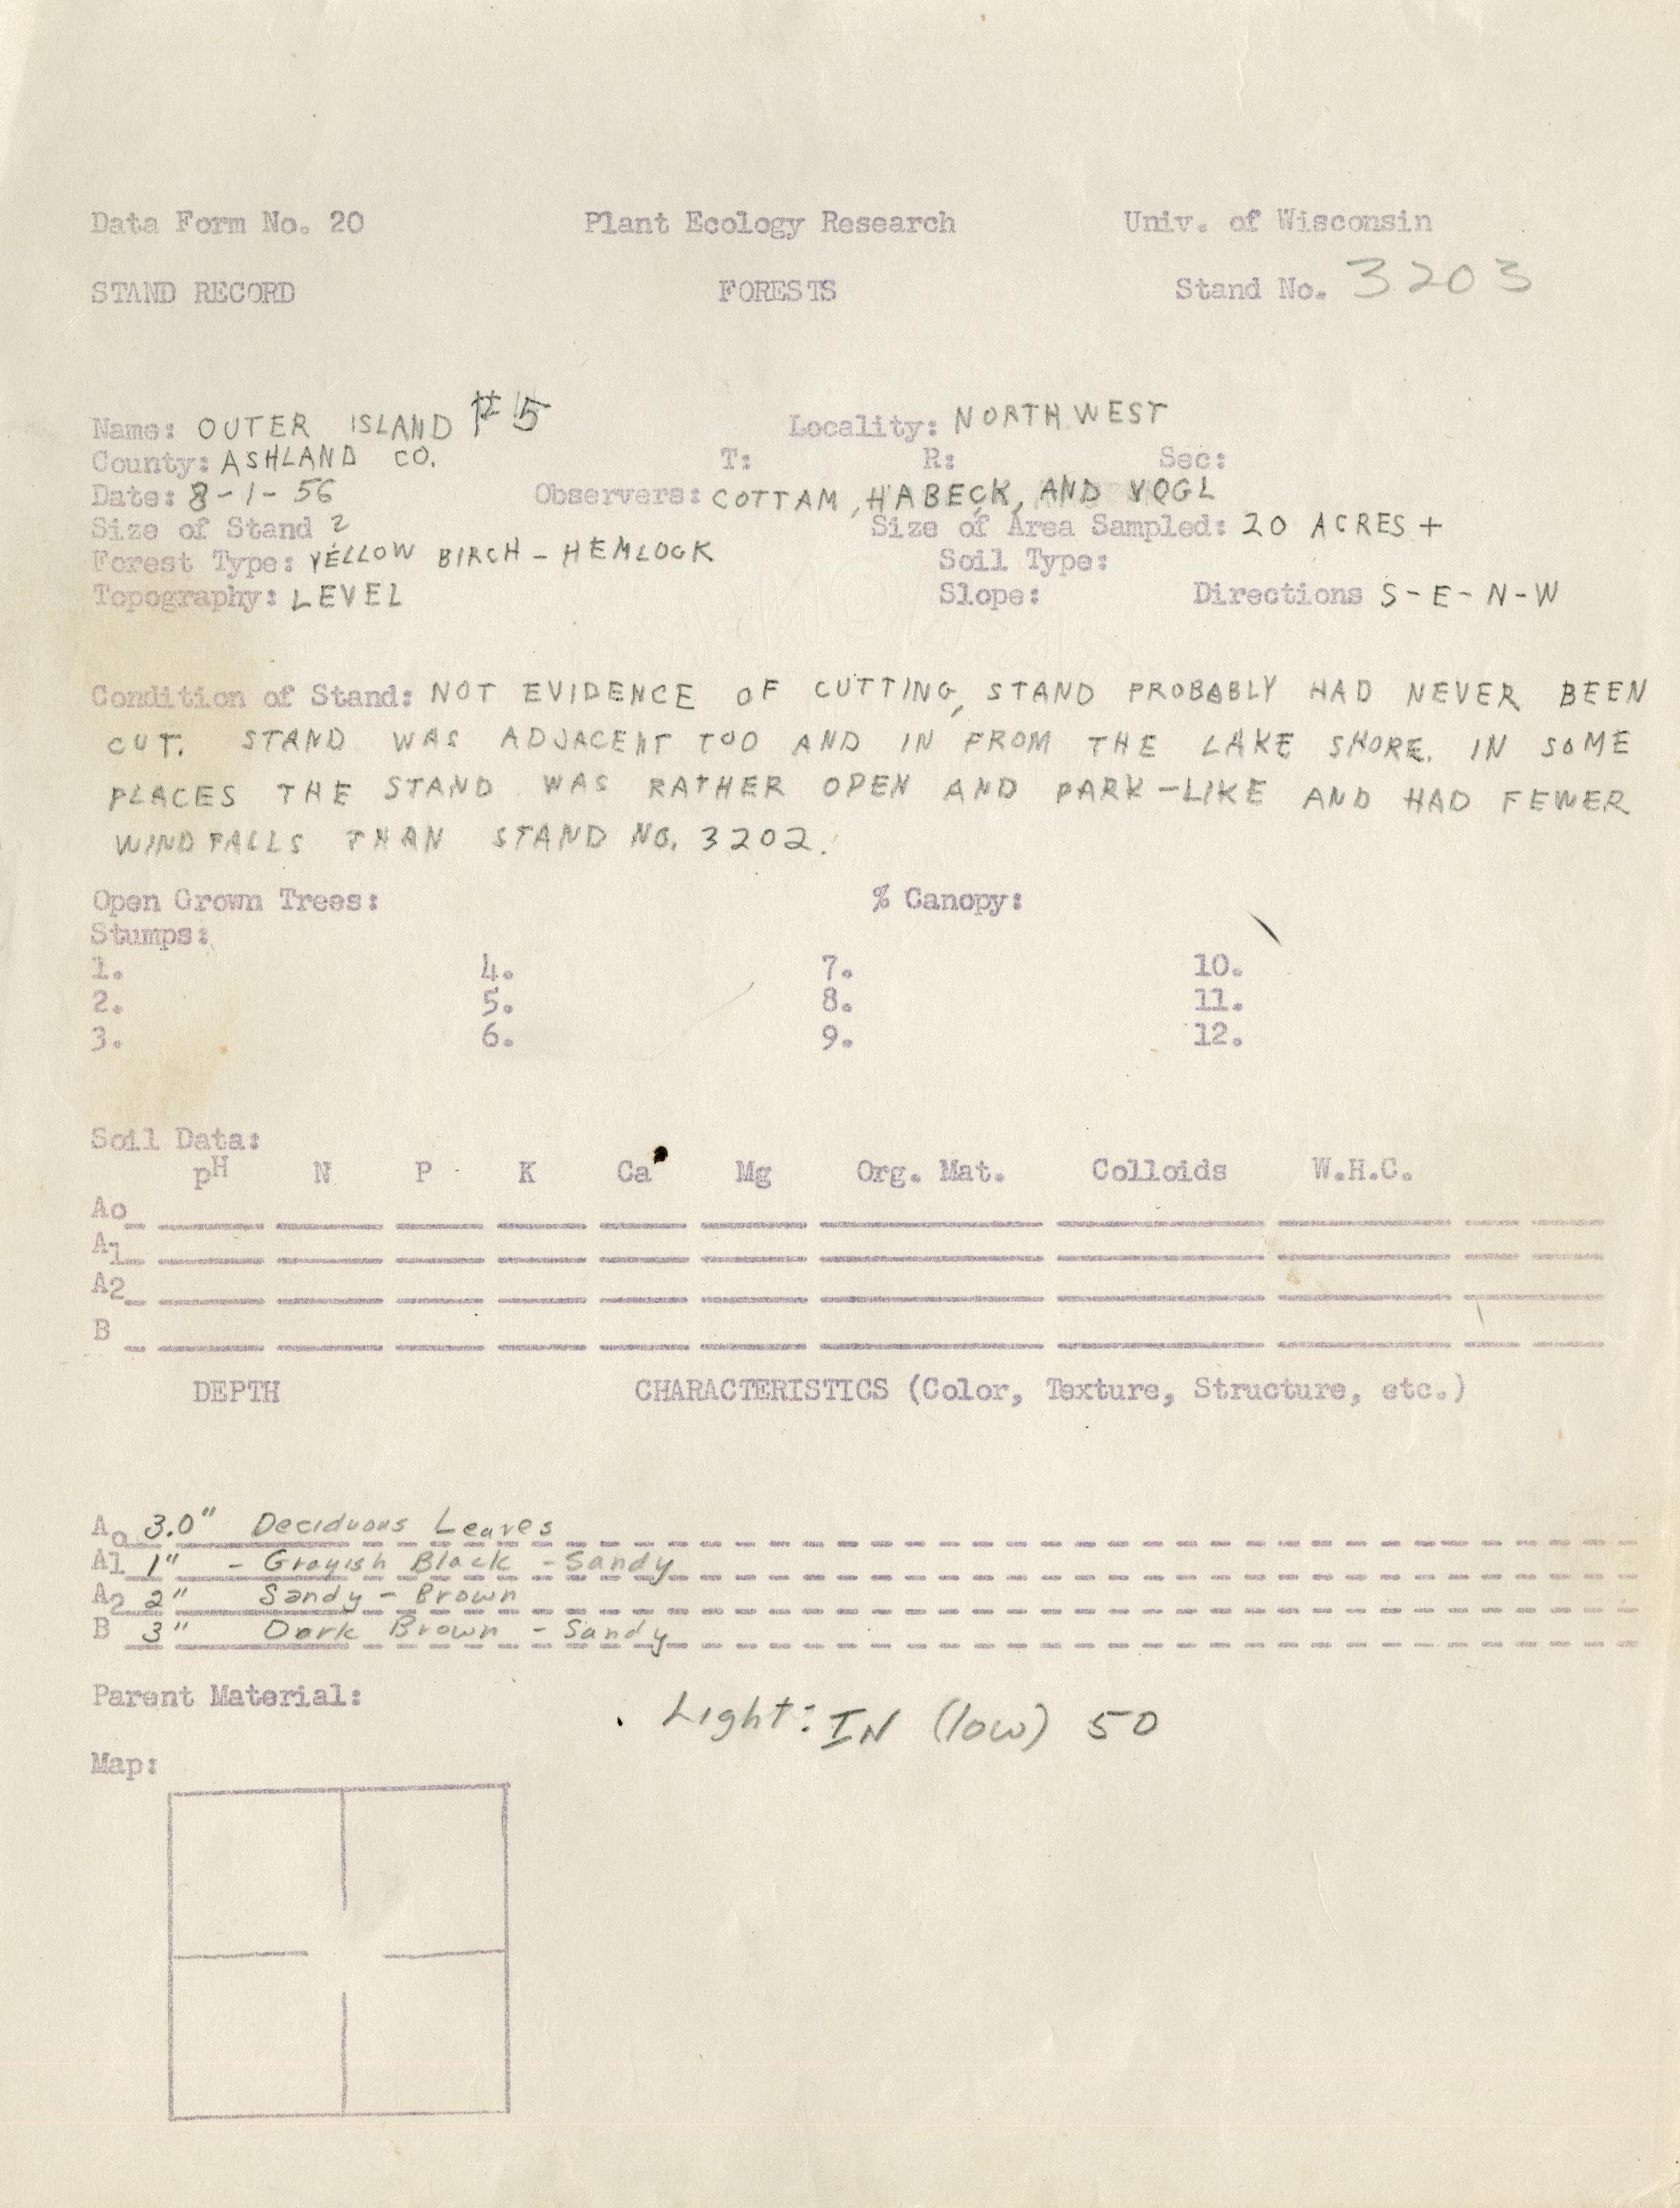 Data Form No. 20 Plant Ecology Research Univ. of Wisconsin
STAND RECORD FORESTS Stand No. 3203
Name: OUTER ISLAND #5 Locality: NORTH WEST
County: ASHLAND CO. T: R: Sec:
Date: 8-1-56 Observers: COTTAM, HABECK, AND VOGL
Size of Stand ? Size of Area Sampled: 20 ACRES +
Forest Type: YELLOW BIRCH - HEMLOCK Soil Type:
Topography: LEVEL Slope: Directions S-E-N-W
Condition of Stand: NOT EVIDENCE OF CUTTING, STAND PROBABLY HAD NEVER BEEN
CUT. STAND WAS ADJACENT TOO AND IN FROM THE LAKE SHORE. IN SOME
PLACES THE STAND WAS RATHER OPEN AND PARK-LIKE AND HAD FEWER
WINDFALLS THAN STAND NO. 3202.
Open Grown Trees: % Canopy:
Stumps:
1. 4. 7. 10.
2. 5. 8. 11.
3. 6. 9. 12.
Soil Data:
pH N P K Ca Mg Org. Mat. Colloids W.H.C.
Ao
A1
A2
B
DEPTH CHARACTERISTICS (Color, Texture, Structure, etc.)
Ao 3.0" Deciduous Leaves
A1 1" - Grayish Black - Sandy
A2 2" Sandy - Brown
B 3" Dark Brown - Sandy
Parent Material:
Light: IN (low) 50
Map: